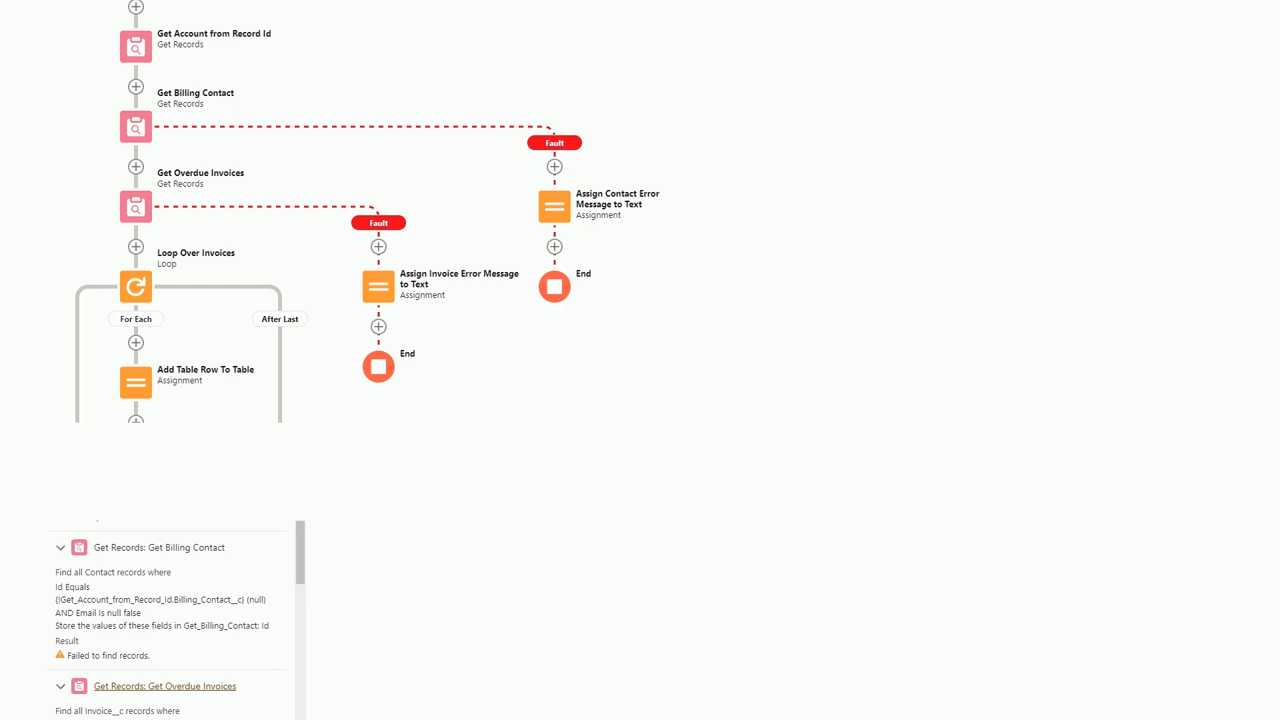 Get Account from Record Id
Get Records
Get Billing Contact
Get Records
Fault
Get Overdue Invoices
Get Records
Assign Contact Error
Message to Text
Assignment
Fault
Loop Over Invoices
Loop
Assign Invoice Error Message
to Text
Assignment
End
For Each
After Last
End
Add Table Row To Table
Assignment
Get Records: Get Billing Contact
Find all Contact records where
Id Equals
{!Get_Account_from_Record_Id.Billing_Contact__c} (null)
AND Email Is null false
Store the values of these fields in Get_Billing_Contact: Id
Result
Failed to find records.
Get Records: Get Overdue Invoices
Find all Invoice__c records where